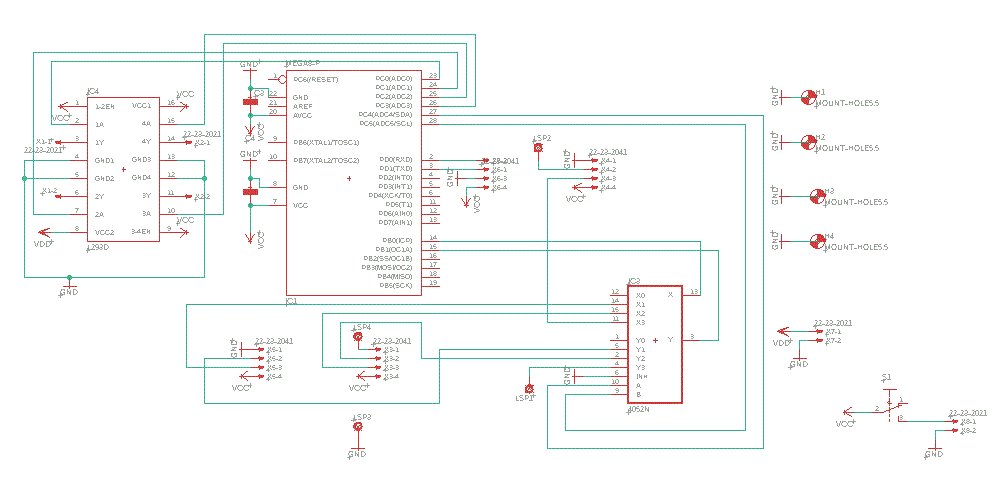 GND
MEGA8-P
IC4
VCC
1-2EN
1A
1Y
GND1
GND2
2Y
2A
VCC2
VCC1
4A
4Y
GND3
GND4
3Y
3A
3-4EN
1
2
3
4
5
6
7
8
16
15
14
13
12
11
10
9
VCC
VCC
X1-1
22-23-2021
22-23-2021
X2-1
X1-2
X2-2
VDD
L293D
GND
C3
VCC
C4
GND
VCC
1
22
21
20
9
10
8
7
PC6(/RESET)
GND
AREF
AVCC
PB6(XTAL1/TOSC1)
PB7(XTAL2/TOSC2)
GND
VCC
PC0(ADC0)
PC1(ADC1)
PC2(ADC2)
PC3(ADC3)
PC4(ADC4/SDA)
PC5(ADC5/SCL)
PD0(RXD)
PD1(TXD)
PD2(INT0)
PD3(INT1)
PD4(XCK/T0)
PD5(T1)
PD6(AIN0)
PD7(AIN1)
PB0(ICP)
PB1(OC1A)
PB2(SS/OC1B)
PB3(MOSI/OC2)
PB4(MISO)
PB5(SCK)
23
24
25
26
27
28
2
3
4
5
6
11
12
13
14
15
16
17
18
19
IC1
22-23-2041
X6-1
X6-3
X6-4
GND
VCC
LSP2
GND
22-23-2041
X4-1
X4-2
X4-3
X4-4
VCC
IC3
12
14
15
11
1
5
2
4
6
10
9
X0
X1
X2
X3
Y0
Y1
Y2
Y3
INH
A
B
X
Y
13
3
4052N
GND
LSP1
GND
22-23-2041
X5-1
X5-2
X5-3
X5-4
VCC
LSP4
22-23-2041
X3-1
X3-2
X3-3
X3-4
VCC
LSP3
GND
GND
H1
MOUNT-HOLE5.5
GND
H2
MOUNT-HOLE5.5
GND
H3
MOUNT-HOLE5.5
GND
H4
MOUNT-HOLE5.5
22-23-2021
X7-1
X7-2
VDD
GND
S1
1
2
3
VCC
22-23-2021
X8-1
X8-2
GND